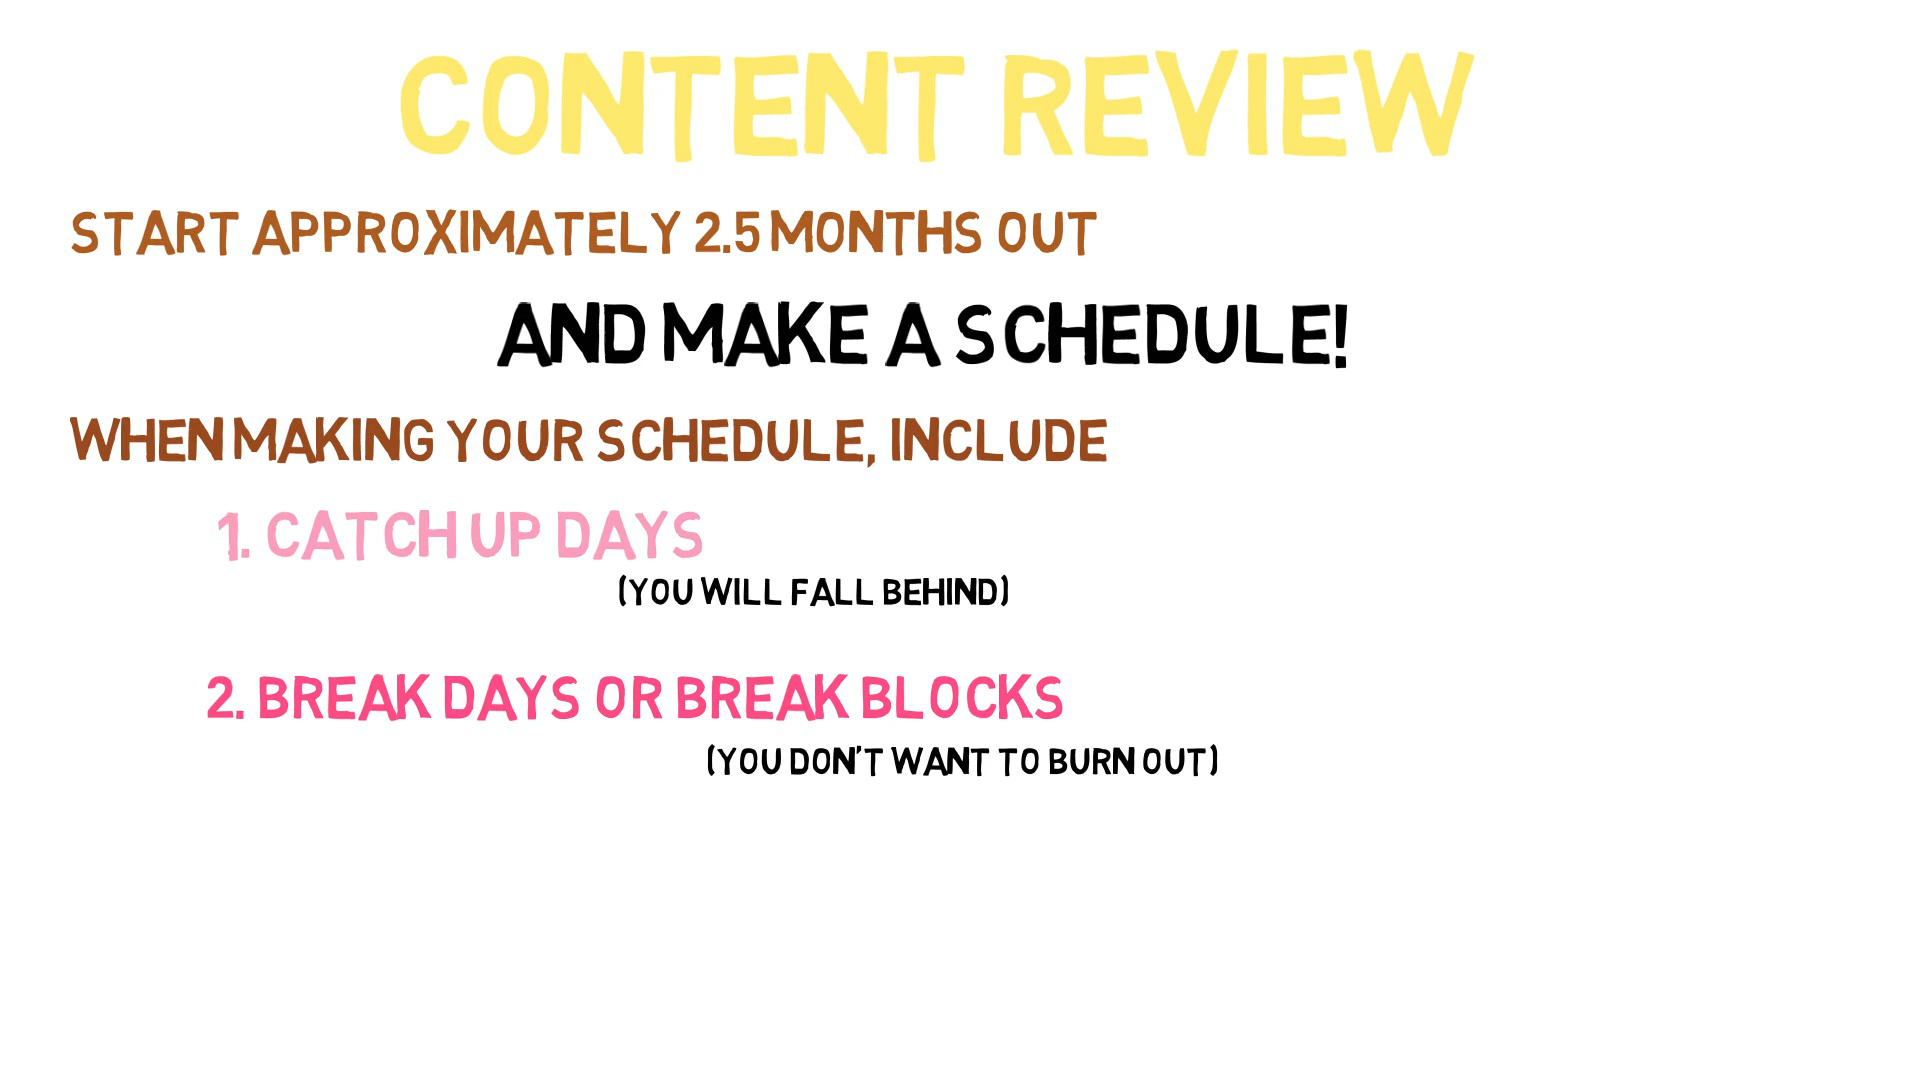 CONTENT REVIEW
START APPROXIMATELY 2.5 MONTHS OUT
AND MAKE A SCHEDULE!
WHEN MAKING YOUR SCHEDULE, INCLUDE
1. CATCH UP DAYS
(YOU WILL FALL BEHIND)
2. BREAK DAYS OR BREAK BLOCKS
(YOU DON'T WANT TO BURN OUT)